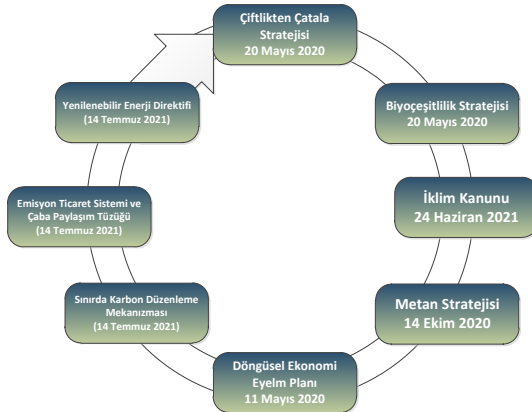 Çiftlikten Çatala
Stratejisi
20 Mayıs 2020
Biyoçeşitlilik Stratejisi
20 Mayıs 2020
İklim Kanunu
24 Haziran 2021
Metan Stratejisi
14 Ekim 2020
Döngüsel Ekonomi
Eyelm Planı
11 Mayıs 2020
Sınırda Karbon Düzenleme
Mekanizması
(14 Temmuz 2021)
Emisyon Ticaret Sistemi ve
Çaba Paylaşım Tüzüğü
(14 Temmuz 2021)
Yenilenebilir Enerji Direktifi
(14 Temmuz 2021)